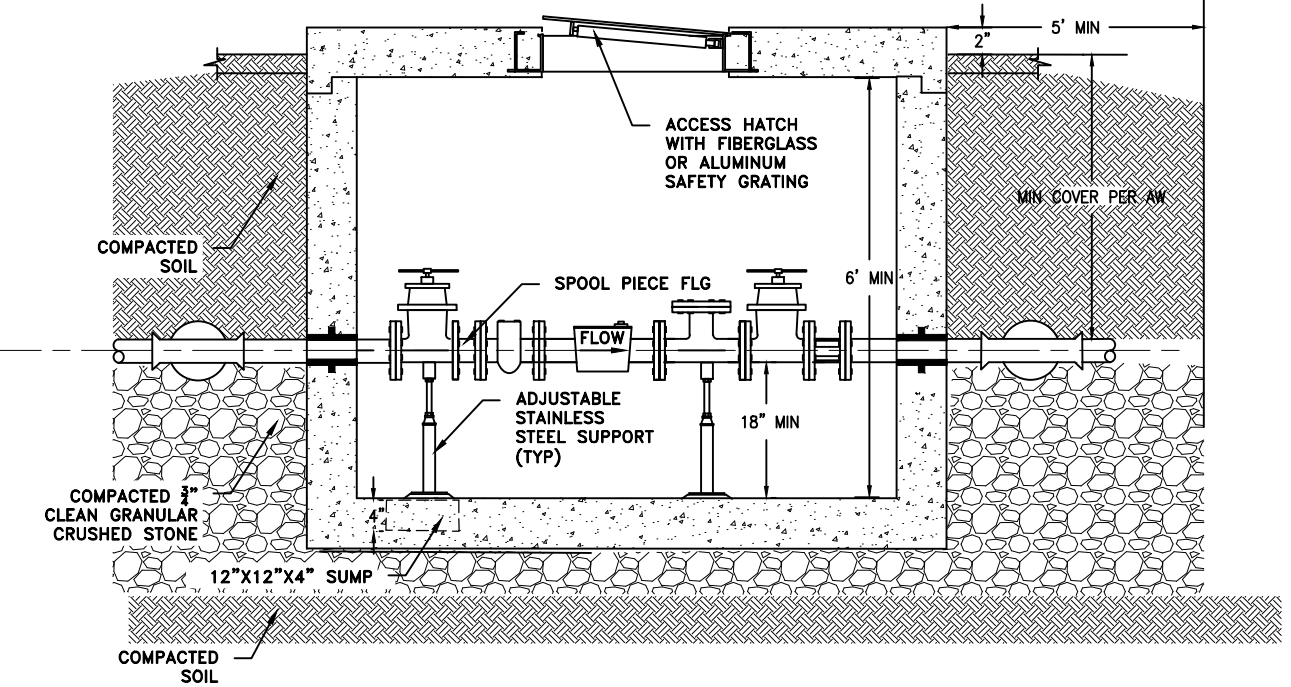 5' MIN
2"
ACCESS HATCH
WITH FIBERGLASS
OR ALUMINUM
SAFETY GRATING
MIN COVER PER AW
COMPACTED
SOIL
6' MIN
SPOOL PIECE FLG
FLOW
ADJUSTABLE
STAINLESS
STEEL SUPPORT
(TYP)
18" MIN
COMPACTED 3/4"
CLEAN GRANULAR
CRUSHED STONE
4"
12"X12"X4" SUMP
COMPACTED
SOIL